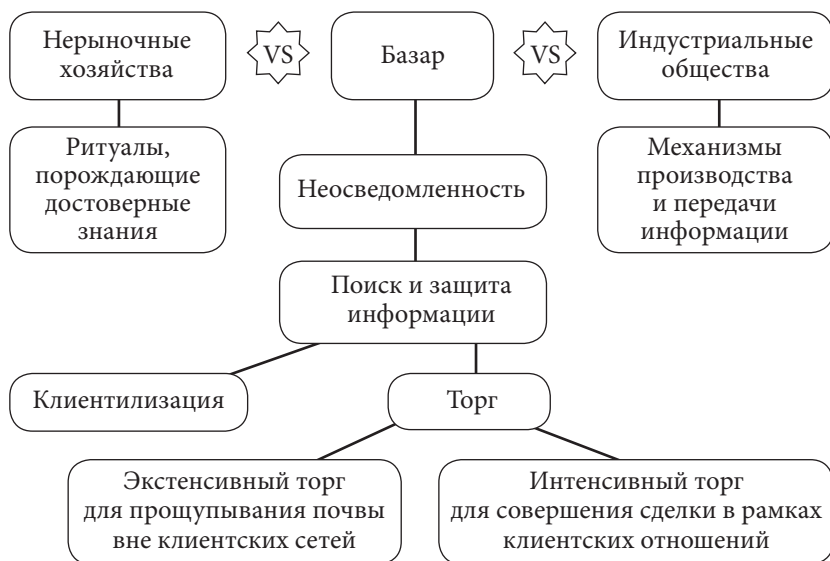 Нерыночные
хозяйства
VS
Базар
VS
Индустриальные
общества
Ритуалы,
порождающие
достоверные
знания
Неосведомленность
Механизмы
производства
и передачи
информации
Поиск и защита
информации
Клиентилизация
Торг
Экстенсивный торг
для прощупывания почвы
вне клиентских сетей
Интенсивный торг
для совершения сделки в рамках
клиентских отношений